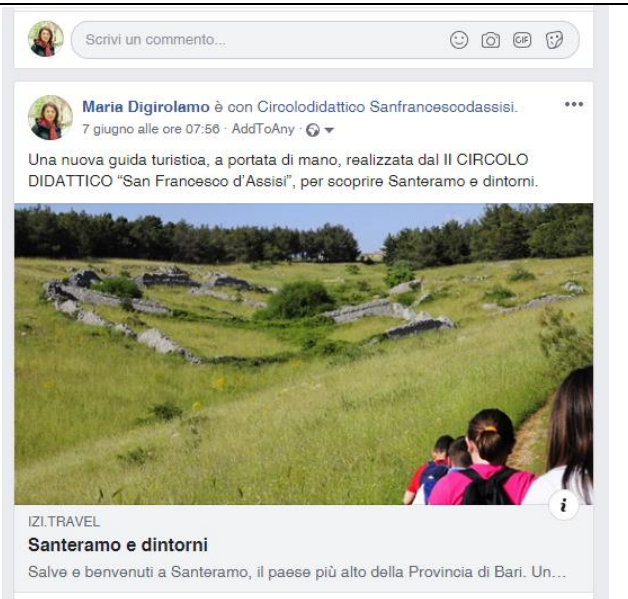 Scrivi un commento...
GIF
Maria Digirolamo è con Circolodidattico Sanfrancescodassisi.
7 giugno alle ore 07:56 · AddToAny ·
Una nuova guida turistica, a portata di mano, realizzata dal II CIRCOLO
DIDATTICO “San Francesco d’Assisi”, per scoprire Santeramo e dintorni.
i
IZI.TRAVEL
Santeramo e dintorni
Salve e benvenuti a Santeramo, il paese più alto della Provincia di Bari. Un...